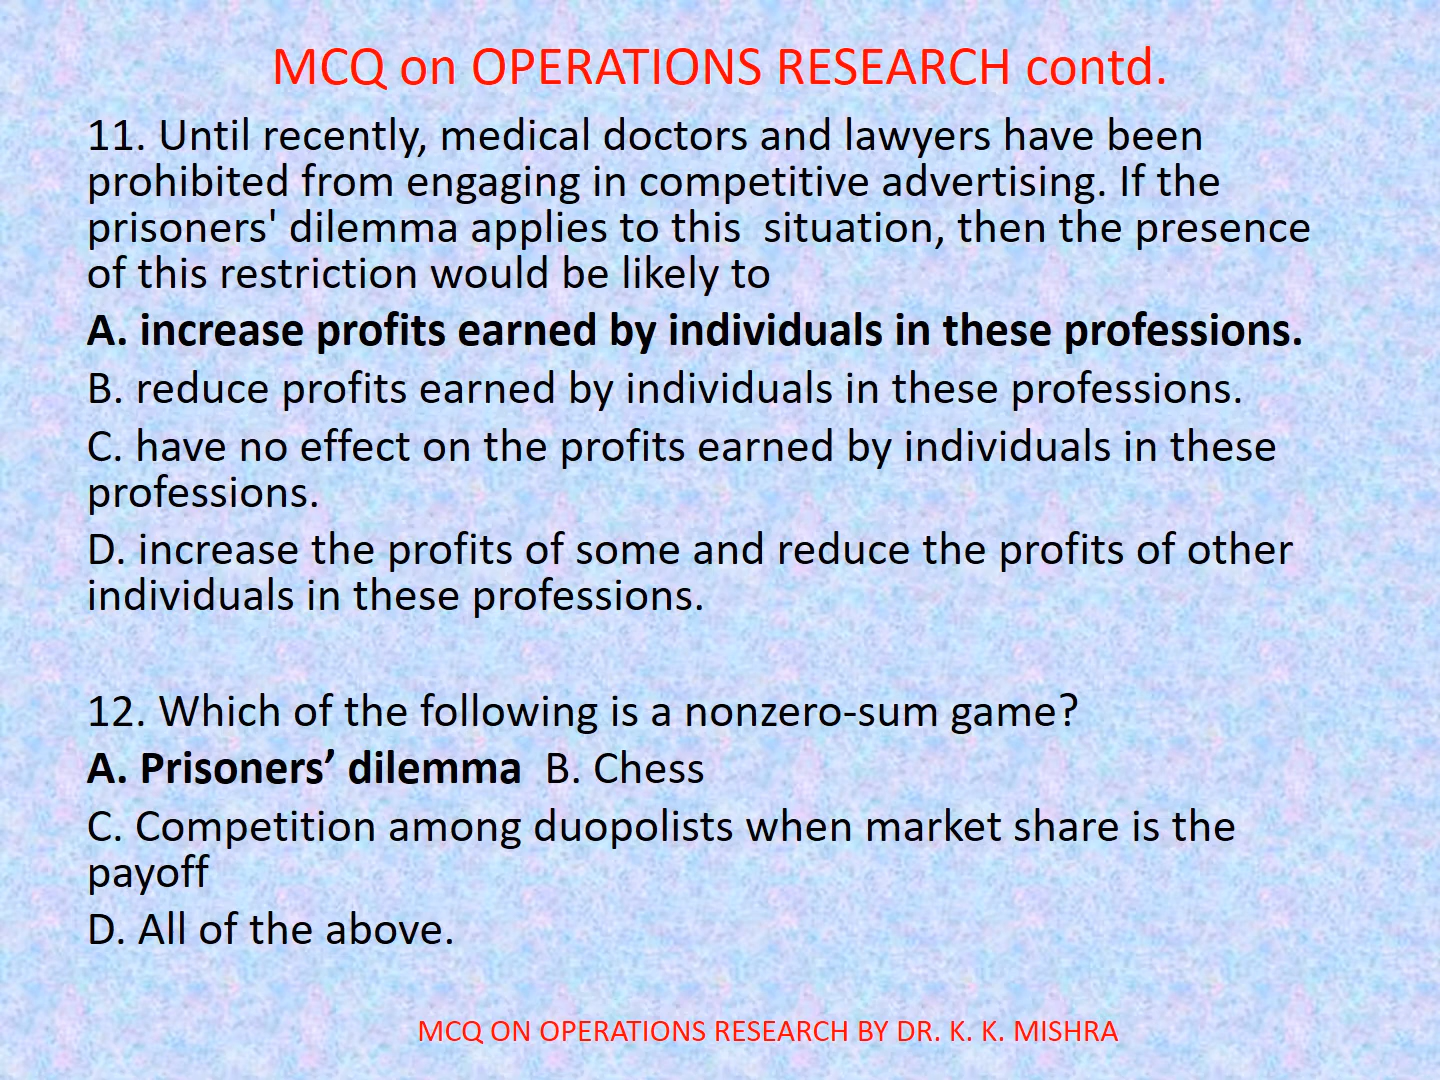 MCQ on OPERATIONS RESEARCH contd.
11. Until recently, medical doctors and lawyers have been
prohibited from engaging in competitive advertising. If the
prisoners' dilemma applies to this  situation, then the presence
of this restriction would be likely to
A. increase profits earned by individuals in these professions.
B. reduce profits earned by individuals in these professions.
C. have no effect on the profits earned by individuals in these
professions.
D. increase the profits of some and reduce the profits of other
individuals in these professions.
12. Which of the following is a nonzero-sum game?
A. Prisoners’ dilemma  B. Chess
C. Competition among duopolists when market share is the
payoff
D. All of the above.
MCQ ON OPERATIONS RESEARCH BY DR. K. K. MISHRA